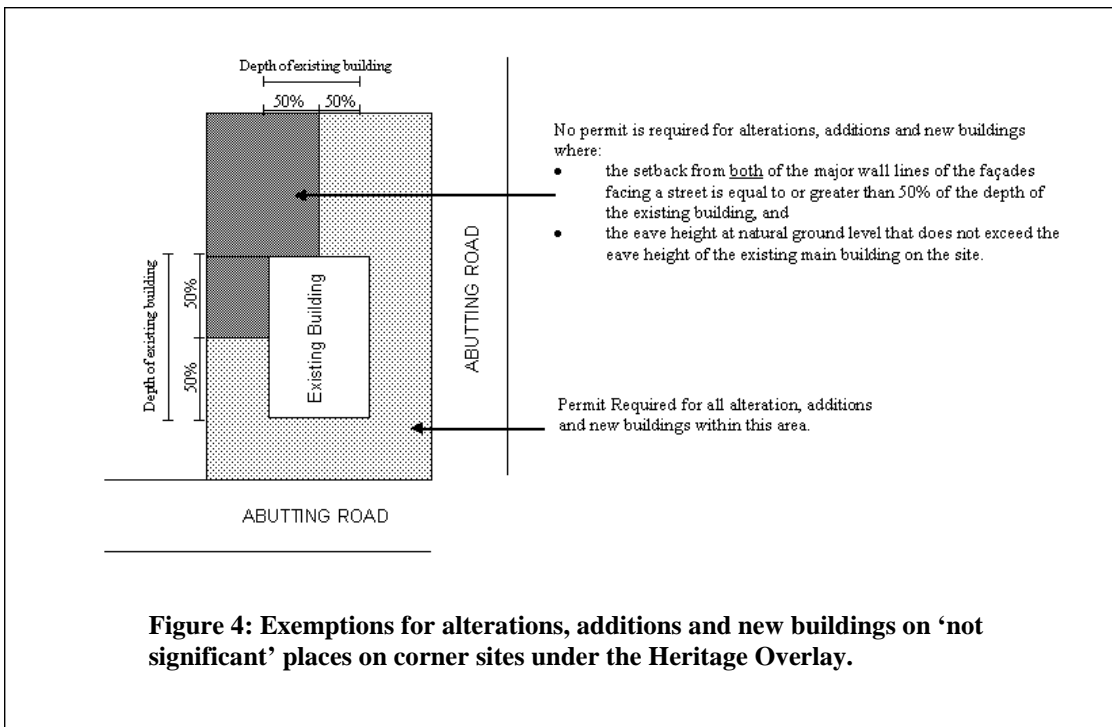 Depth of existing building
50% 50%
No permit is required for alterations, additions and new buildings
where:
• the setback from both of the major wall lines of the façades
facing a street is equal to or greater than 50% of the depth of
the existing building, and
• the eave height at natural ground level that does not exceed the
eave height of the existing main building on the site.
Depth of existing building
50%
50%
Existing Building
ABUTTING ROAD
Permit Required for all alteration, additions
and new buildings within this area.
ABUTTING ROAD
Figure 4: Exemptions for alterations, additions and new buildings on ‘not
significant’ places on corner sites under the Heritage Overlay.